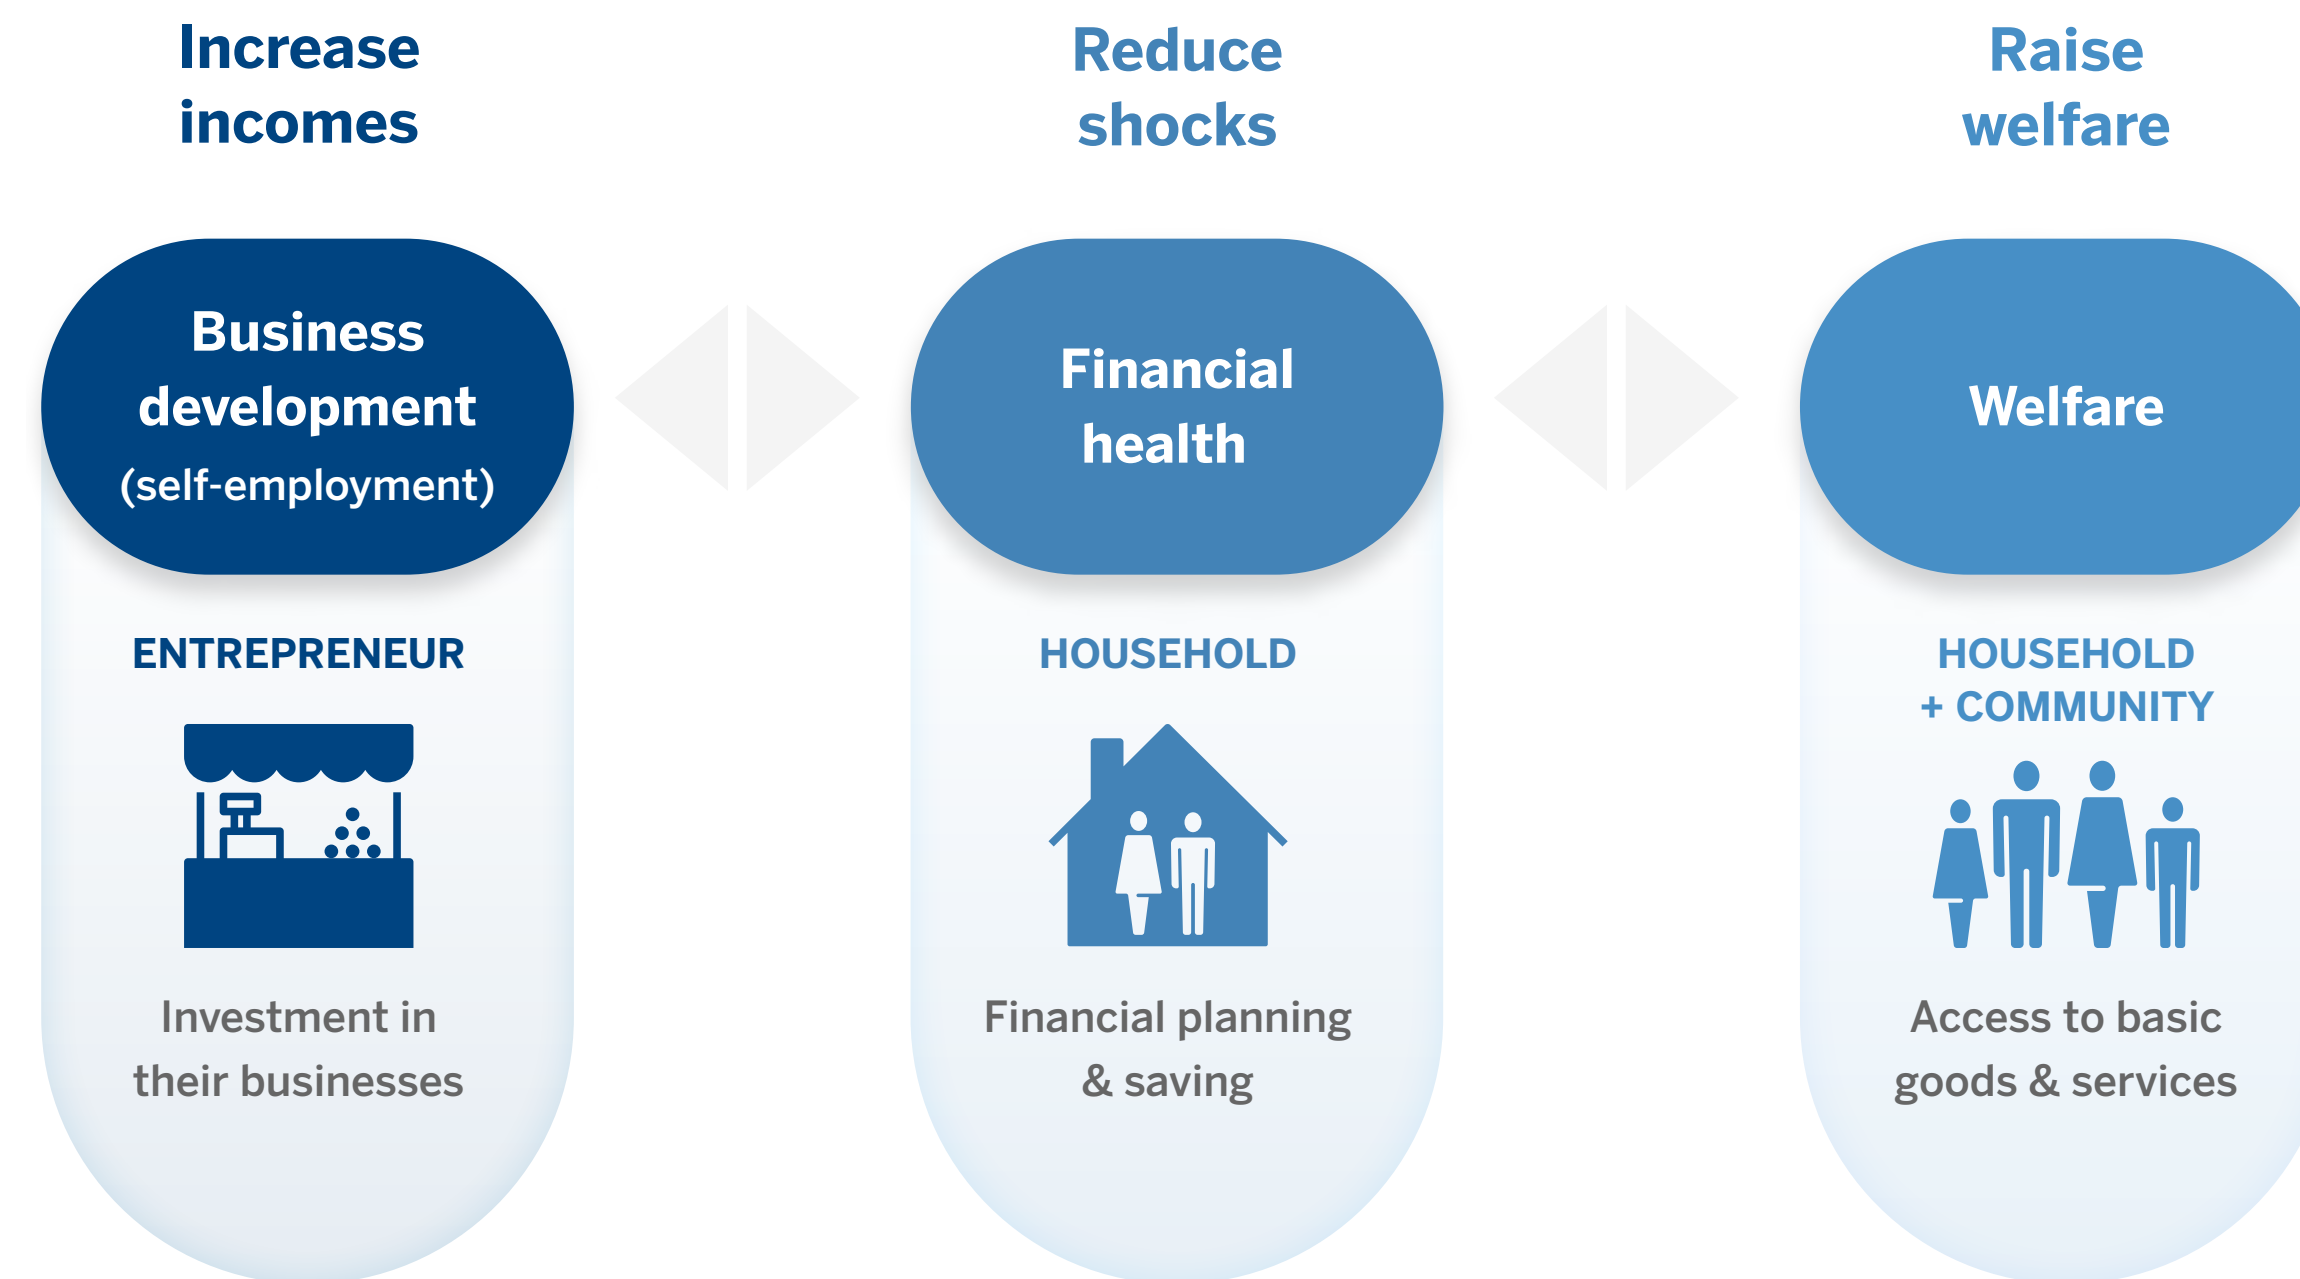 Increase
incomes
Reduce
shocks
Raise
welfare
Business
development
(self-employment)
Financial
health
Welfare
ENTREPRENEUR
Investment in
their businesses
HOUSEHOLD
Financial planning
& saving
HOUSEHOLD
+ COMMUNITY
Access to basic
goods & services